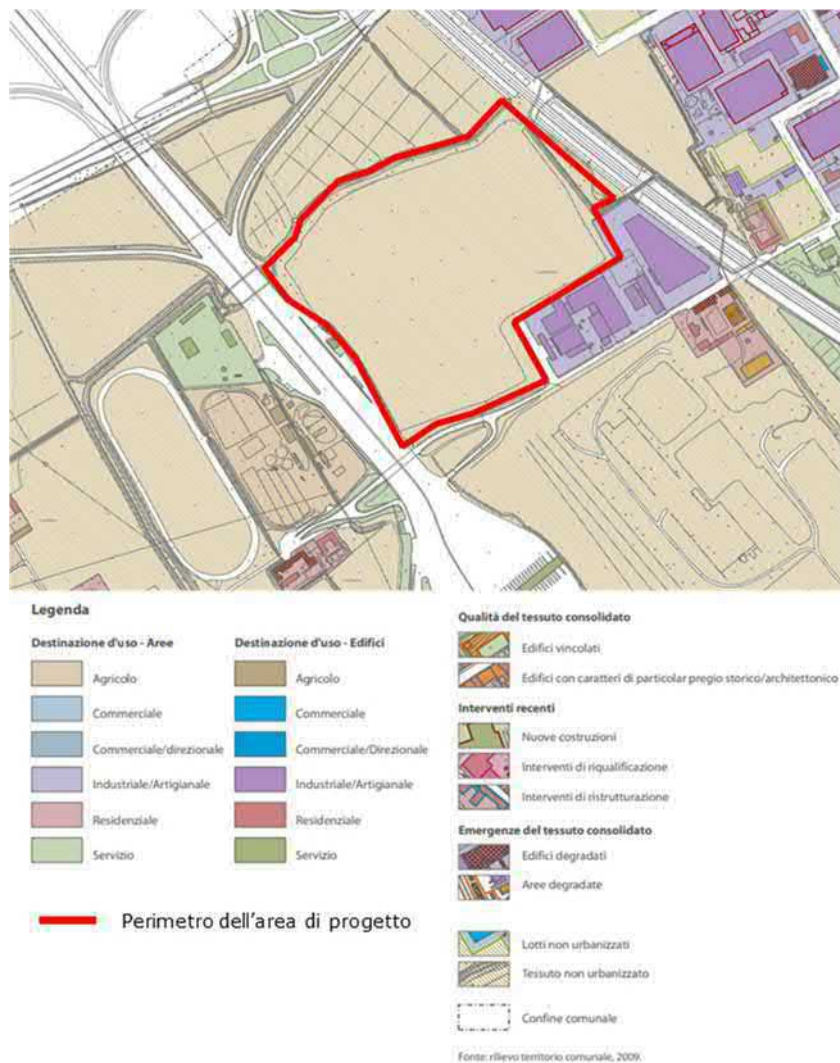 Legenda
Destinazione d'uso - Aree
Agricolo
Commerciale
Commerciale/direzionale
Industriale/Artigianale
Residenziale
Servizio
Destinazione d'uso - Edifici
Agricolo
Commerciale
Commerciale/Direzionale
Industriale/Artigianale
Residenziale
Servizio
Perimetro dell'area di progetto
Qualità del tessuto consolidato
Edifici vincolati
Edifici con caratteri di particolar pregio storico/architettonico
Interventi recenti
Nuove costruzioni
Interventi di riqualificazione
Interventi di ristrutturazione
Emergenze del tessuto consolidato
Edifici degradati
Aree degradate
Lotti non urbanizzati
Tessuto non urbanizzato
Confine comunale
Fonte: rilievo territorio comunale, 2009.